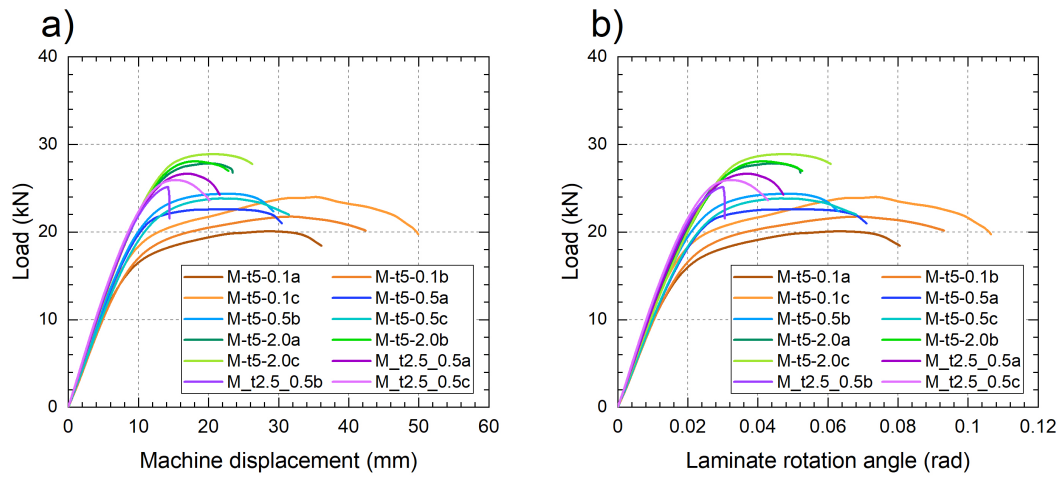 a)
40
30
20
10
0
Load (kN)
M-t5-0.1a M-t5-0.1b
M-t5-0.1c M-t5-0.5a
M-t5-0.5b M-t5-0.5c
M-t5-2.0a M-t5-2.0b
M-t5-2.0c M_t2.5_0.5a
M_t2.5_0.5b M_t2.5_0.5c
0 10 20 30 40 50 60
Machine displacement (mm)
b)
40
30
20
10
0
Load (kN)
M-t5-0.1a M-t5-0.1b
M-t5-0.1c M-t5-0.5a
M-t5-0.5b M-t5-0.5c
M-t5-2.0a M-t5-2.0b
M-t5-2.0c M_t2.5_0.5a
M_t2.5_0.5b M_t2.5_0.5c
0 0.02 0.04 0.06 0.08 0.1 0.12
Laminate rotation angle (rad)